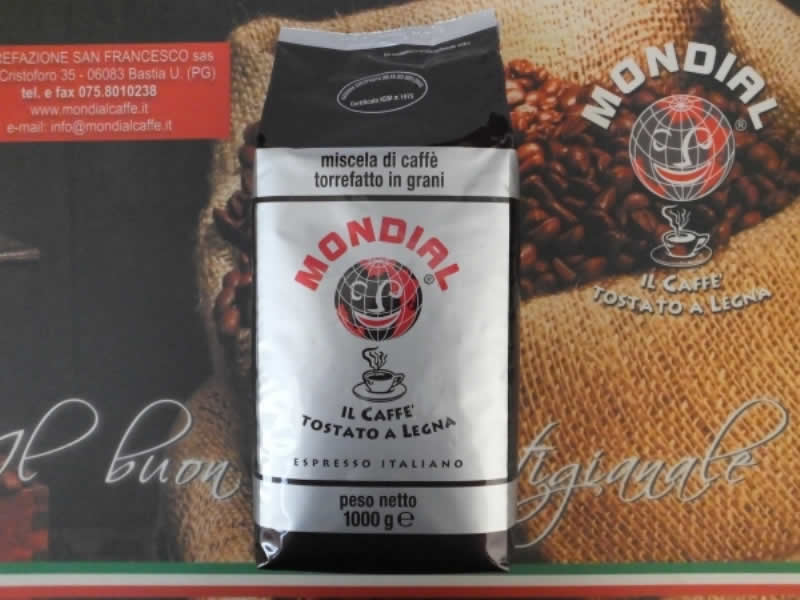 REFAZIONE SAN FRANCESCO sas
Cristoforo 35 - 06083 Bastia U. (PG)
tel. e fax 075.8010238
www.mondialcaffe.it
e-mail: info@mondialcaffe.it
MONDIAL
®
IL CAFFE'
TOSTATO A LEGNA
Certificato
miscela di caffè
torrefatto in grani
MONDIAL
®
IL CAFFE'
TOSTATO A LEGNA
ESPRESSO ITALIANO
peso netto
1000 g e
Il buon tigianale